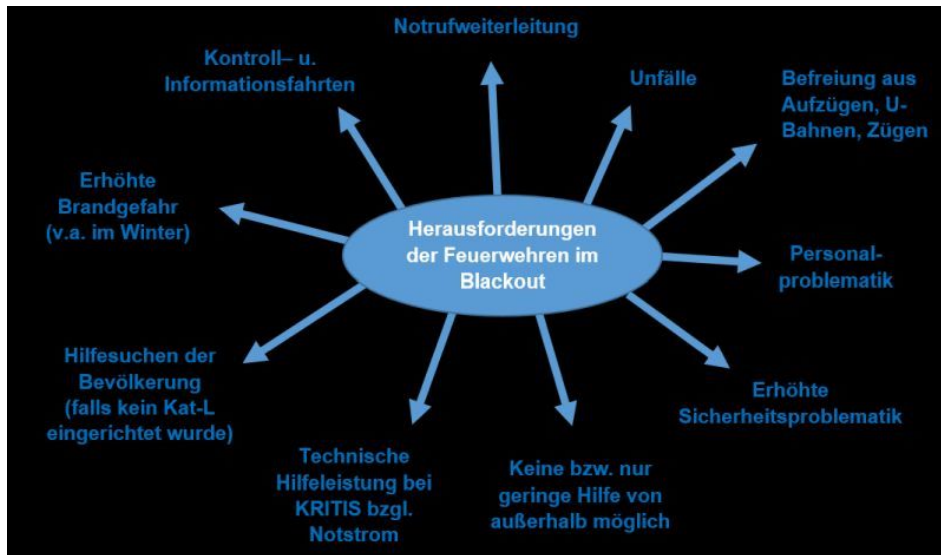 Notrufweiterleitung
Kontroll– u.
Informationsfahrten
Unfälle
Befreiung aus
Aufzügen, U-
Bahnen, Zügen
Erhöhte
Brandgefahr
(v.a. im Winter)
Herausforderungen
der Feuerwehren im
Blackout
Personal-
problematik
Hilfesuchen der
Bevölkerung
(falls kein Kat-L
eingerichtet wurde)
Erhöhte
Sicherheitsproblematik
Technische
Hilfeleistung bei
KRITIS bzgl.
Notstrom
Keine bzw. nur
geringe Hilfe von
außerhalb möglich